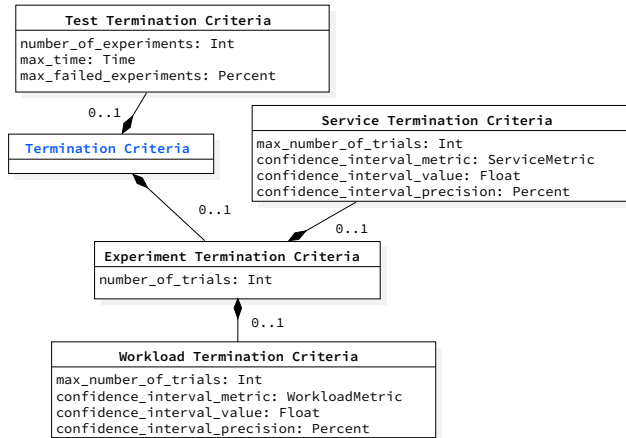 Test Termination Criteria
number_of_experiments: Int
max_time: Time
max_failed_experiments: Percent
0..1
Service Termination Criteria
max_number_of_trials: Int
confidence_interval_metric: ServiceMetric
confidence_interval_value: Float
confidence_interval_precision: Percent
Termination Criteria
0..1
0..1
Experiment Termination Criteria
number_of_trials: Int
0..1
Workload Termination Criteria
max_number_of_trials: Int
confidence_interval_metric: WorkloadMetric
confidence_interval_value: Float
confidence_interval_precision: Percent